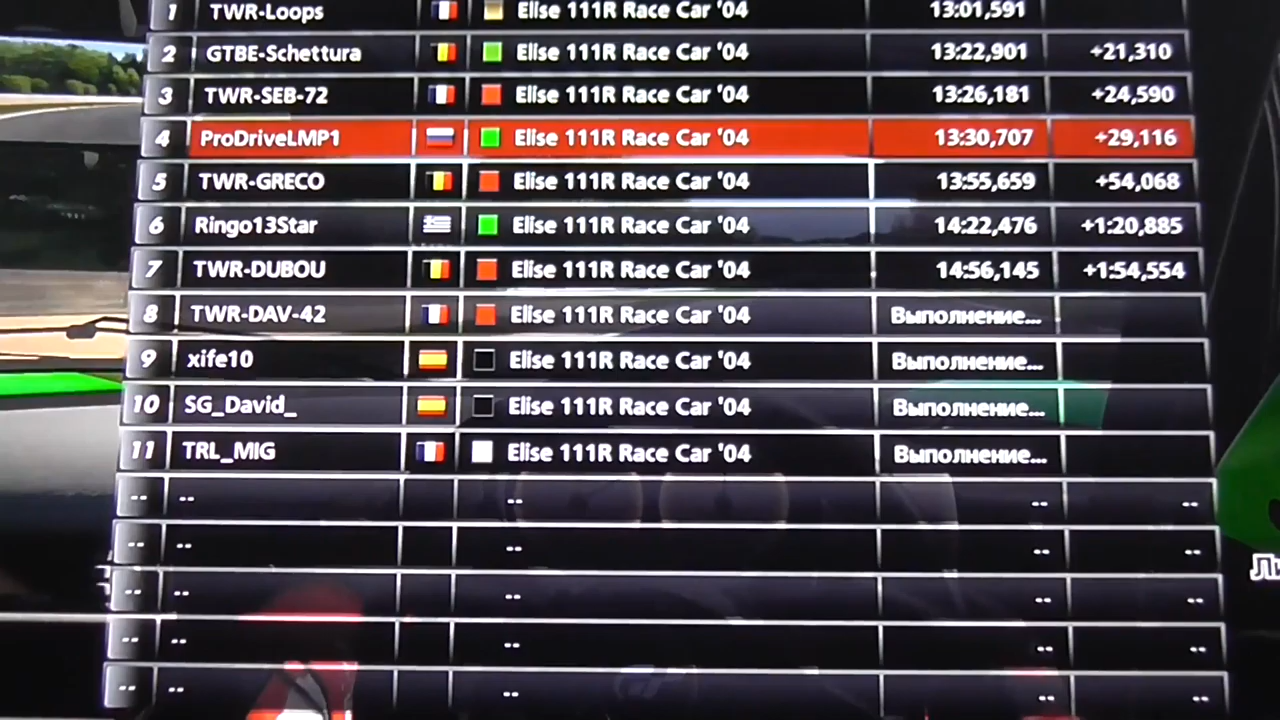 1 TWR-Loops Elise 111R Race Car '04 13:01,591
2 GTBE-Schettura Elise 111R Race Car '04 13:22,901 +21,310
3 TWR-SEB-72 Elise 111R Race Car '04 13:26,181 +24,590
4 ProDriveLMP1 Elise 111R Race Car '04 13:30,707 +29,116
5 TWR-GRECO Elise 111R Race Car '04 13:55,659 +54,068
6 Ringo13Star Elise 111R Race Car '04 14:22,476 +1:20,885
7 TWR-DUBOU Elise 111R Race Car '04 14:56,145 +1:54,554
8 TWR-DAV-42 Elise 111R Race Car '04 Выполнение...
9 xife10 Elise 111R Race Car '04 Выполнение...
10 SG_David_ Elise 111R Race Car '04 Выполнение...
11 TRL_MIG Elise 111R Race Car '04 Выполнение...
-- -- -- -- --
-- -- -- -- --
-- -- -- -- --
-- -- -- -- --
-- -- -- -- --